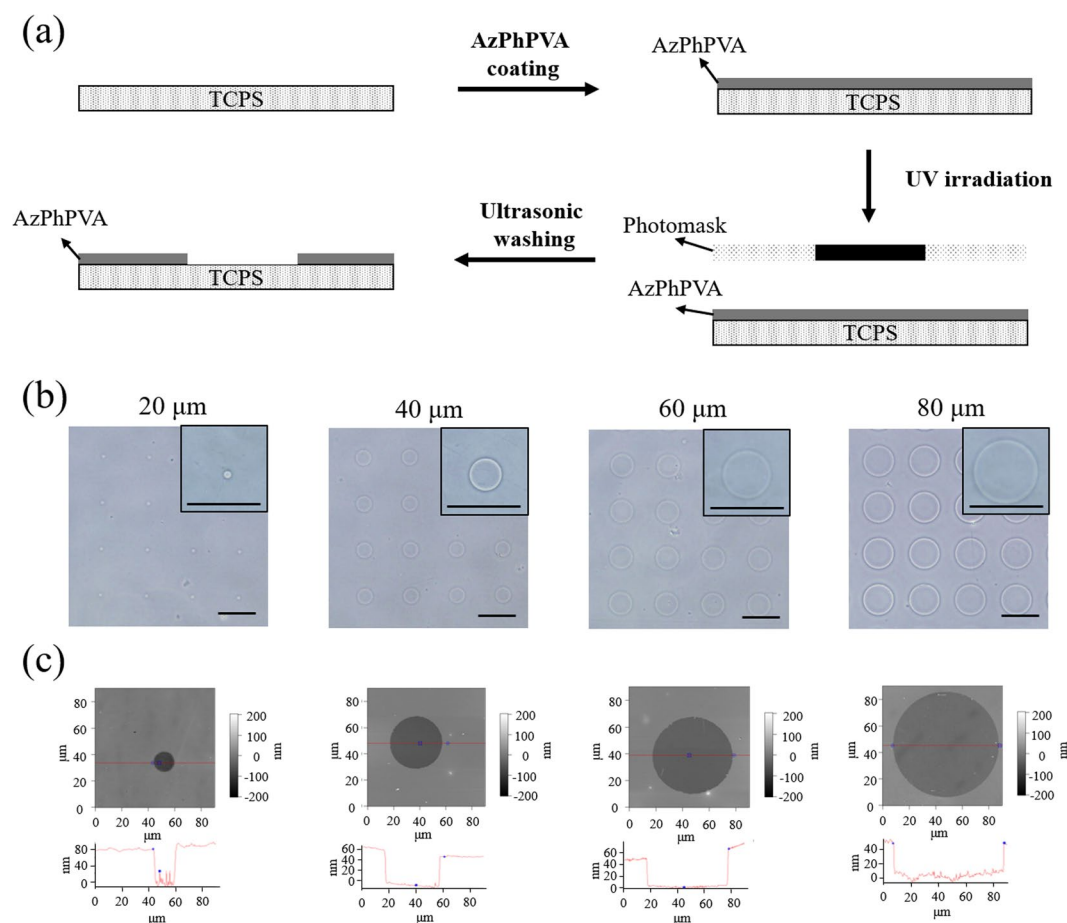 (a)
TCPS
AzPhPVA
coating
AzPhPVA
TCPS
UV irradiation
Photomask
AzPhPVA
TCPS
Ultrasonic
washing
AzPhPVA
TCPS
(b)
20 μm
40 μm
60 μm
80 μm
(c)
80
60
40
20
0
μm
0 20 40 60 80
μm
200
100
0
-100
-200
nm
80
60
40
20
0
μm
0 20 40 60 80
μm
200
100
0
-100
-200
nm
80
60
40
20
0
μm
0 20 40 60 80
μm
200
100
0
-100
-200
nm
80
60
40
20
0
μm
0 20 40 60 80
μm
200
100
0
-100
-200
nm
80
40
0
nm
0 20 40 60 80
μm
60
40
20
0
nm
0 20 40 60 80
μm
60
40
20
0
nm
0 20 40 60 80
μm
40
20
0
nm
0 20 40 60 80
μm